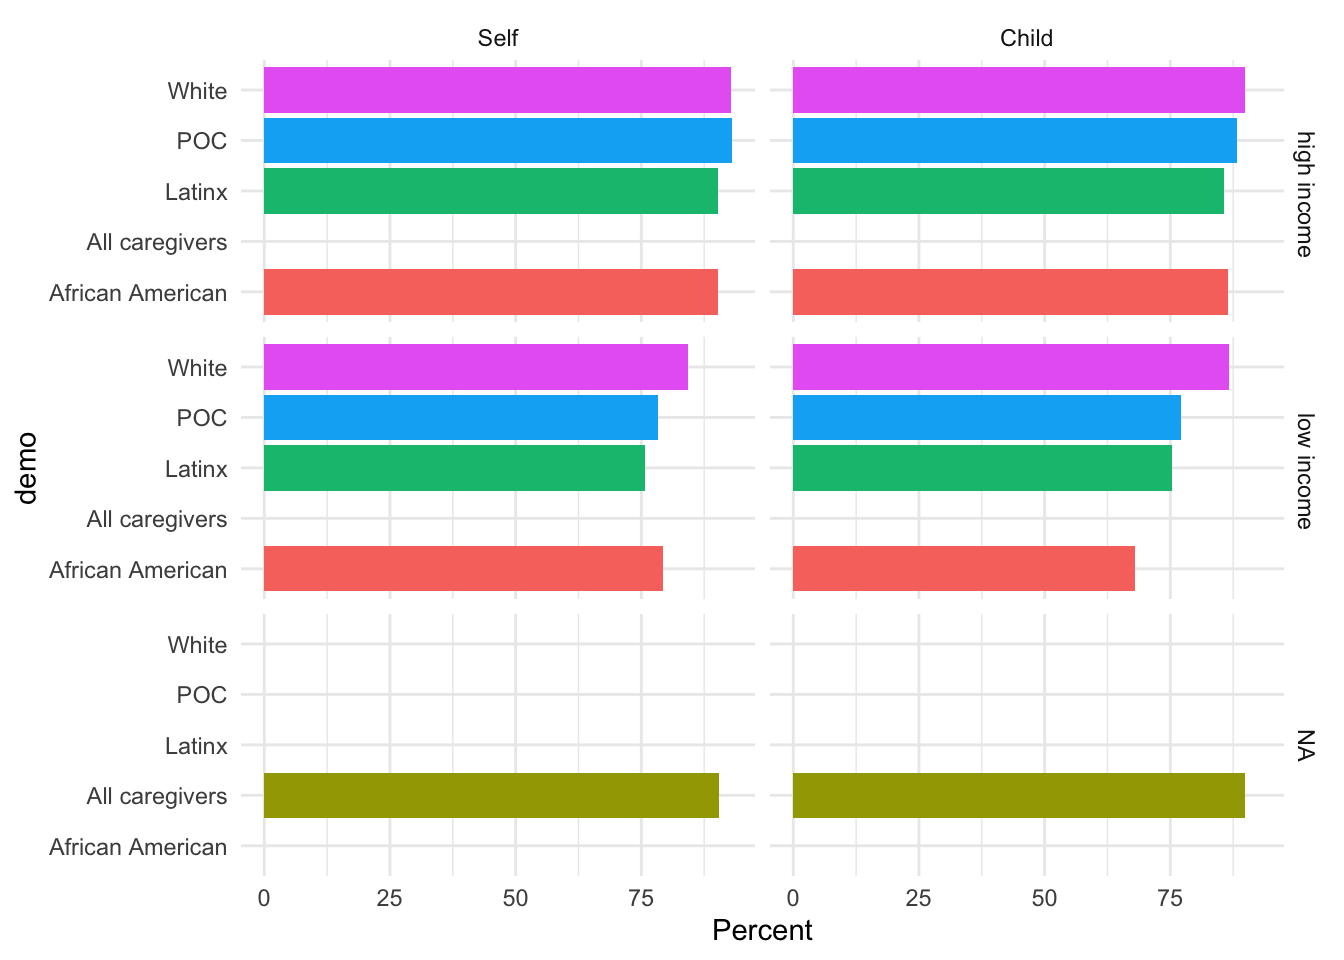 Self
Child
White
POC
Latinx
All caregivers
African American
high income
White
POC
Latinx
All caregivers
African American
low income
White
POC
Latinx
All caregivers
African American
NA
demo
0 25 50 75 0 25 50 75
Percent